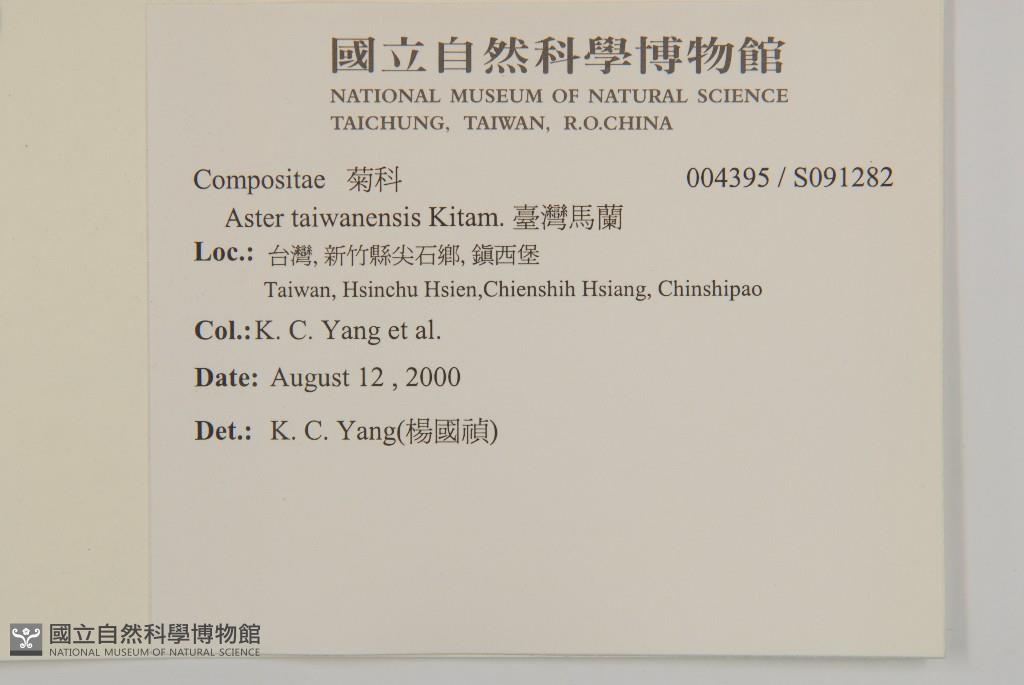 國立自然科學博物館
NATIONAL MUSEUM OF NATURAL SCIENCE
TAICHUNG, TAIWAN, R.O.CHINA
Compositae 菊科 004395 / S091282
Aster taiwanensis Kitam. 臺灣馬蘭
Loc.: 台灣, 新竹縣尖石鄉, 鎮西堡
Taiwan, Hsinchu Hsien,Chienshih Hsiang, Chinshipao
Col.: K. C. Yang et al.
Date: August 12 , 2000
Det.: K. C. Yang(楊國禎)
國立自然科學博物館
NATIONAL MUSEUM OF NATURAL SCIENCE